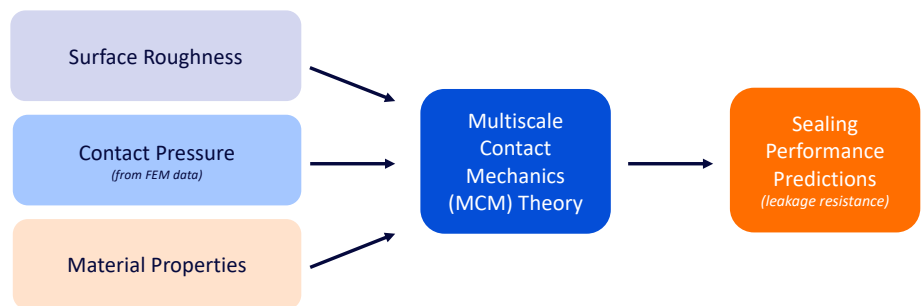 Surface Roughness
Contact Pressure
(from FEM data)
Material Properties
Multiscale
Contact
Mechanics
(MCM) Theory
Sealing
Performance
Predictions
(leakage resistance)